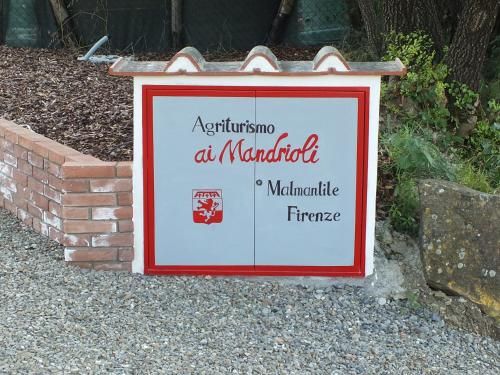 Agriturismo
ai Mandrioli
Malmantile
Firenze